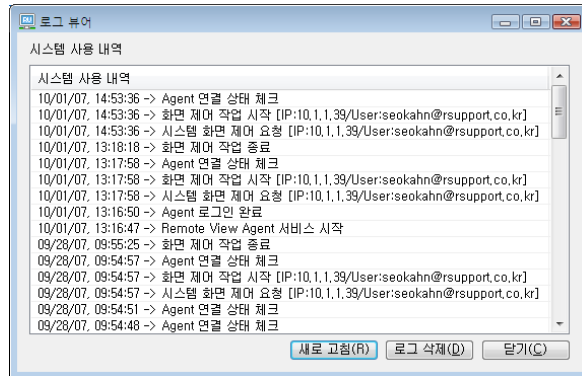 로그 뷰어
시스템 사용 내역
시스템 사용 내역
10/01/07, 14:53:36 -> Agent 연결 상태 체크
10/01/07, 14:53:36 -> 화면 제어 작업 시작 [IP:10,1,1,39/User:seokahn@rsupport,co,kr]
10/01/07, 14:53:36 -> 시스템 화면 제어 요청 [IP:10,1,1,39/User:seokahn@rsupport,co,kr]
10/01/07, 13:18:18 -> 화면 제어 작업 종료
10/01/07, 13:17:58 -> Agent 연결 상태 체크
10/01/07, 13:17:58 -> 화면 제어 작업 시작 [IP:10,1,1,39/User:seokahn@rsupport,co,kr]
10/01/07, 13:17:58 -> 시스템 화면 제어 요청 [IP:10,1,1,39/User:seokahn@rsupport,co,kr]
10/01/07, 13:16:50 -> Agent 로그인 완료
10/01/07, 13:16:47 -> Remote View Agent 서비스 시작
09/28/07, 09:55:25 -> 화면 제어 작업 종료
09/28/07, 09:54:57 -> Agent 연결 상태 체크
09/28/07, 09:54:57 -> 화면 제어 작업 시작 [IP:10,1,1,39/User:seokahn@rsupport,co,kr]
09/28/07, 09:54:57 -> 시스템 화면 제어 요청 [IP:10,1,1,39/User:seokahn@rsupport,co,kr]
09/28/07, 09:54:51 -> Agent 연결 상태 체크
09/28/07, 09:54:48 -> Agent 연결 상태 체크
새로 고침(R) 로그 삭제(D) 닫기(C)